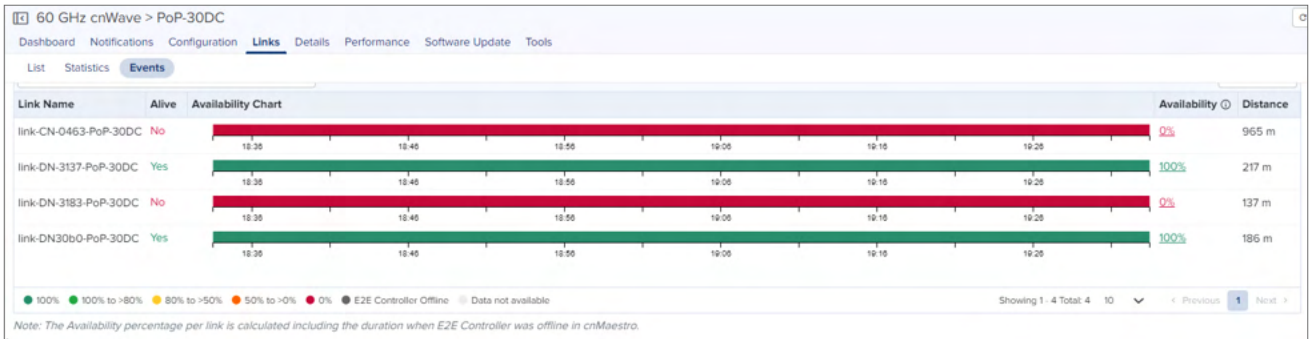 60 GHz cnWave > PoP-30DC
Dashboard Notifications Configuration Links Details Performance Software Update Tools
List Statistics Events
Link Name Alive Availability Chart Availability Distance
link-CN-0463-PoP-30DC No 0% 965 m
18:36 18:46 18:56 19:06 19:16 19:26
link-DN-3137-PoP-30DC Yes 100% 217 m
18:36 18:46 18:56 19:06 19:16 19:26
link-DN-3183-PoP-30DC No 0% 137 m
18:36 18:46 18:56 19:06 19:16 19:26
link-DN30b0-PoP-30DC Yes 100% 186 m
18:36 18:46 18:56 19:06 19:16 19:26
100% 100% to >80% 80% to >50% 50% to >0% 0% E2E Controller Offline Data not available Showing 1 - 4 Total: 4 10 < Previous 1 Next >
Note: The Availability percentage per link is calculated including the duration when E2E Controller was offline in cnMaestro.